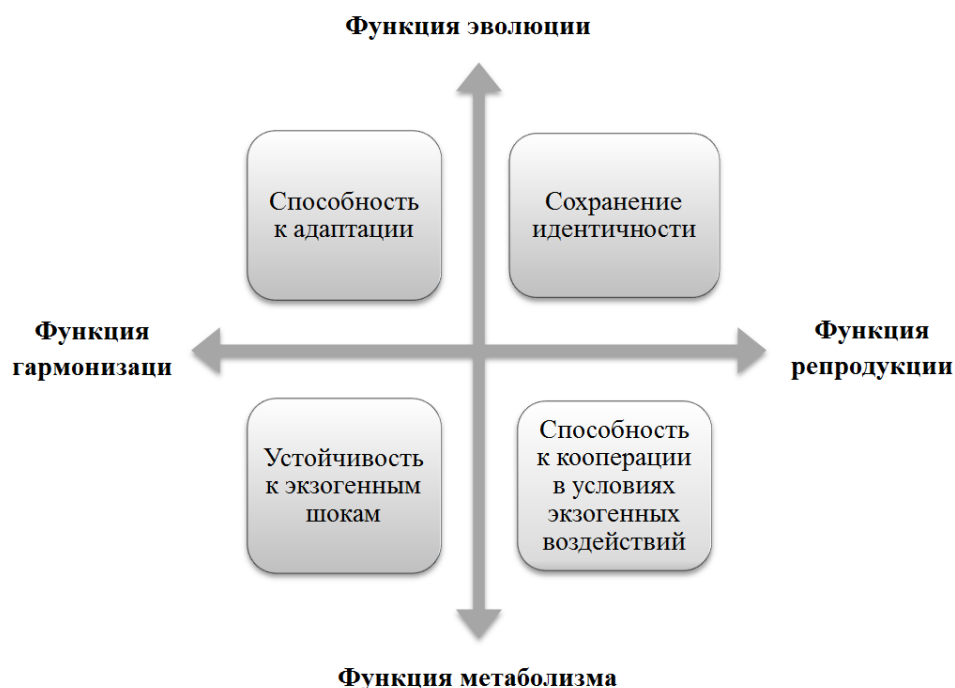 Функция эволюции
Способность
к адаптации
Сохранение
идентичности
Функция
гармонизаци
Функция
репродукции
Устойчивость
к экзогенным
шокам
Способность
к кооперации
в условиях
экзогенных
воздействий
Функция метаболизма